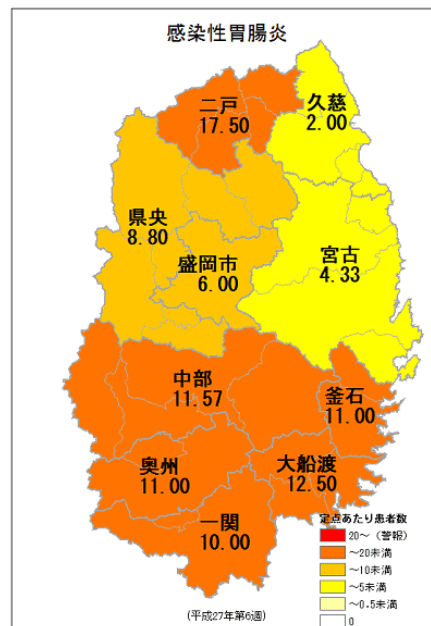 感染性胃腸炎
二戸
17.50
久慈
2.00
県央
8.80
盛岡市
6.00
宮古
4.33
中部
11.57
釜石
11.00
奥州
11.00
大船渡
12.50
一関
10.00
定点あたり患者数
20～（警報）
～20未満
～10未満
～5未満
～0.5未満
0
(平成27年第6週)